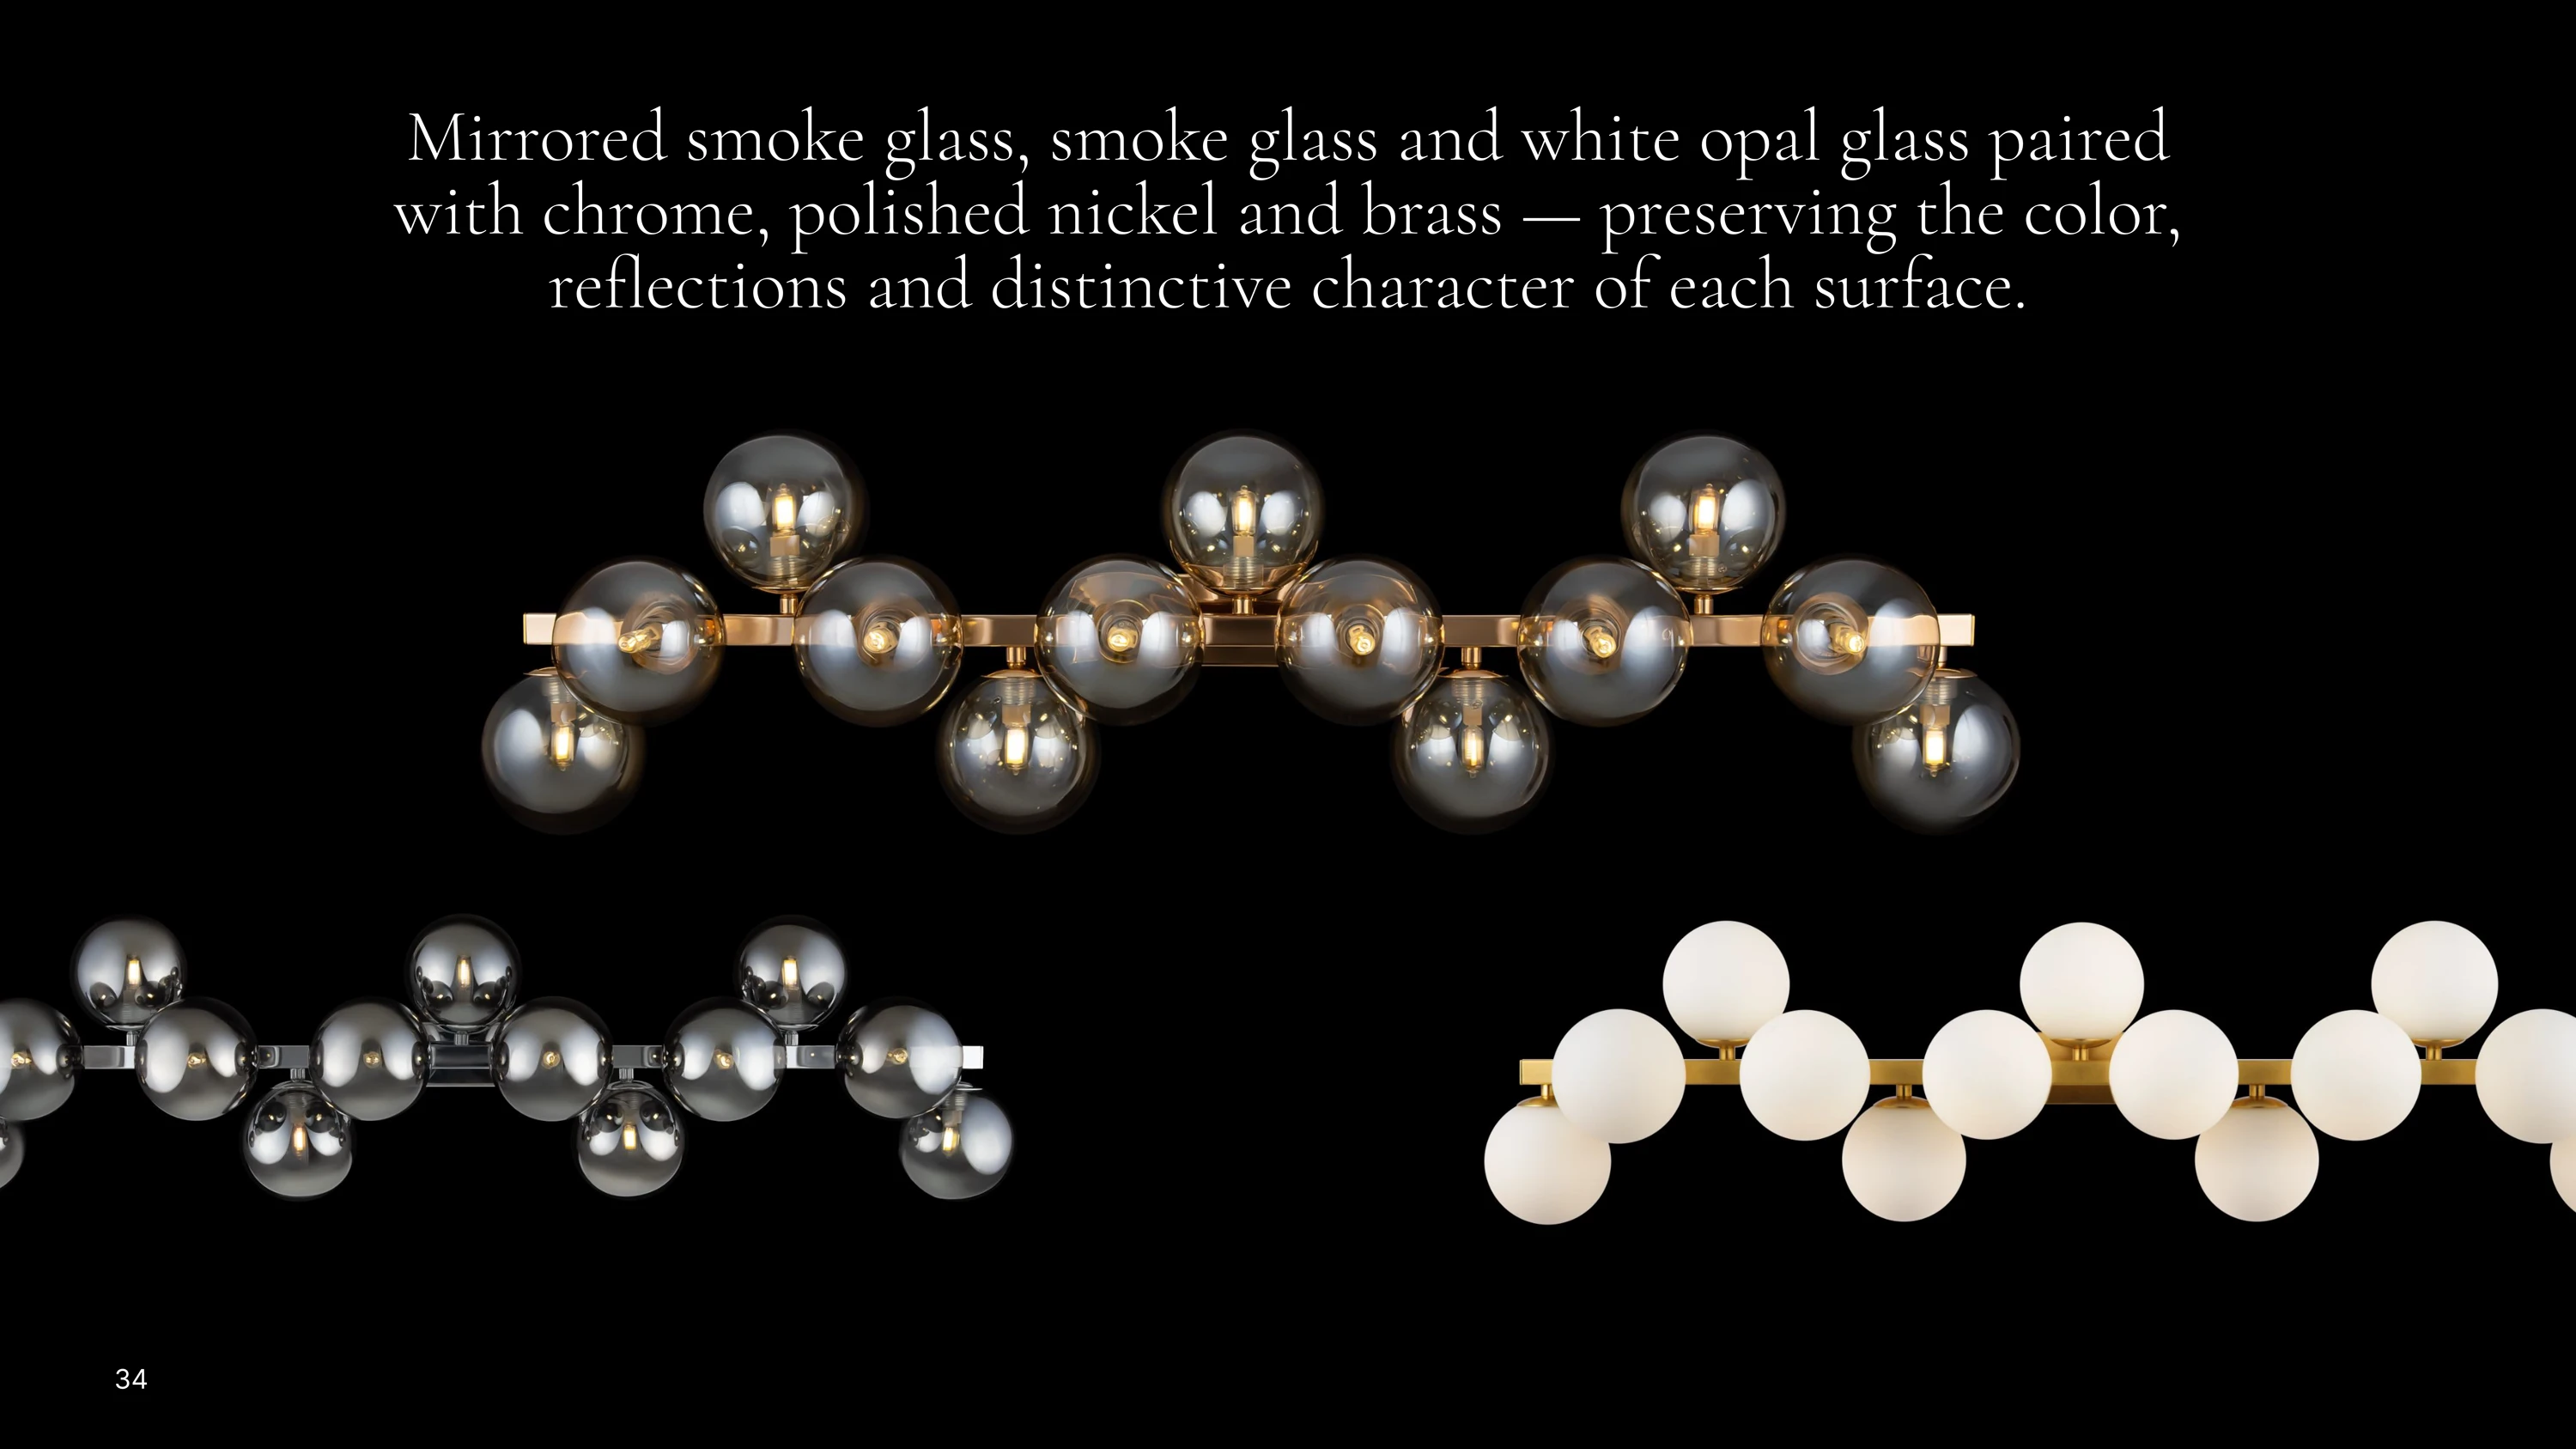 Mirrored smoke glass, smoke glass and white opal glass paired
with chrome, polished nickel and brass — preserving the color,
reflections and distinctive character of each surface.
34